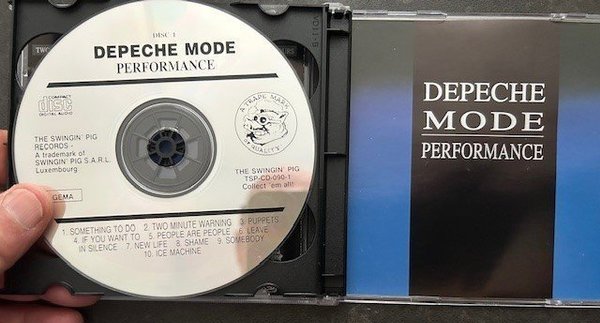 DISC 1
DEPECHE MODE
PERFORMANCE
COMPACT
disc
DIGITAL AUDIO
THE SWINGIN' PIG
RECORDS -
A trademark of
SWINGIN' PIG S.A.R.L.
Luxembourg
GEMA
A TRADE MARK
OF QUALITY
THE SWINGIN' PIG
TSP-CD-090-1
Collect 'em all!
1. SOMETHING TO DO 2. TWO MINUTE WARNING 3. PUPPETS
4. IF YOU WANT TO 5. PEOPLE ARE PEOPLE 6. LEAVE
IN SILENCE 7. NEW LIFE 8. SHAME 9. SOMEBODY
10. ICE MACHINE
TWO
DEPECHE
MODE
PERFORMANCE